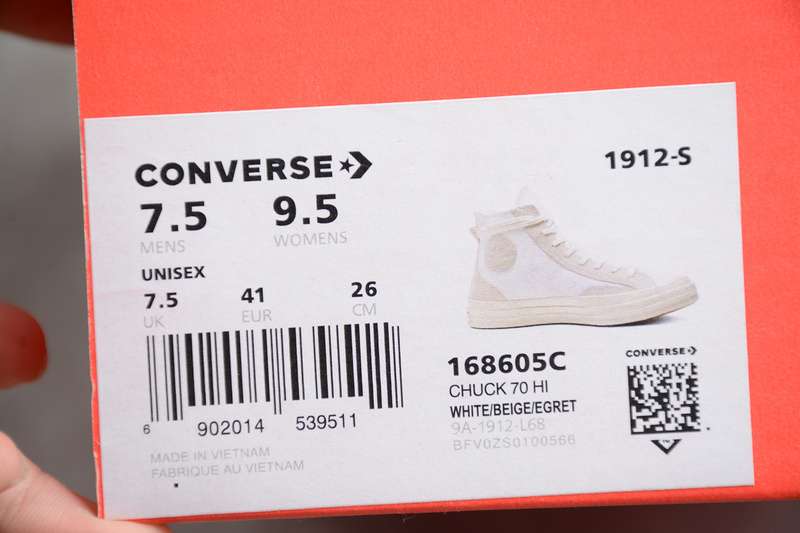 CONVERSE
1912-S
7.5 9.5
MENS WOMENS
UNISEX
7.5 41 26
UK EUR CM
6 902014 539511
MADE IN VIETNAM
FABRIQUE AU VIETNAM
168605C
CHUCK 70 HI
WHITE/BEIGE/EGRET
9A-1912-L68
BFV0ZS0100566
CONVERSE